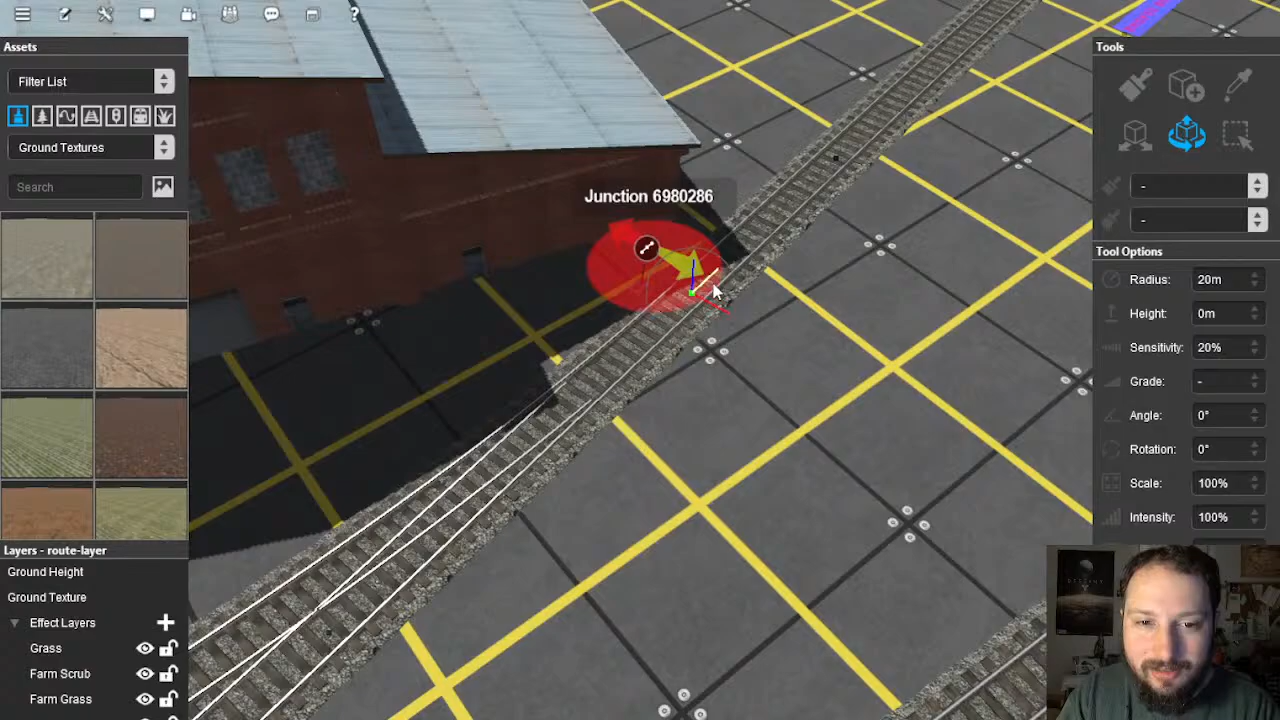 ?
Assets
Tools
Filter List
Ground Textures
Search
Junction 6980286
-
-
Tool Options
Radius: 20m
Height: 0m
Sensitivity: 20%
Grade: -
Angle: 0°
Rotation: 0°
Scale: 100%
Intensity: 100%
Layers - route-layer
Ground Height
Ground Texture
Effect Layers
Grass
Farm Scrub
Farm Grass
DESTINY